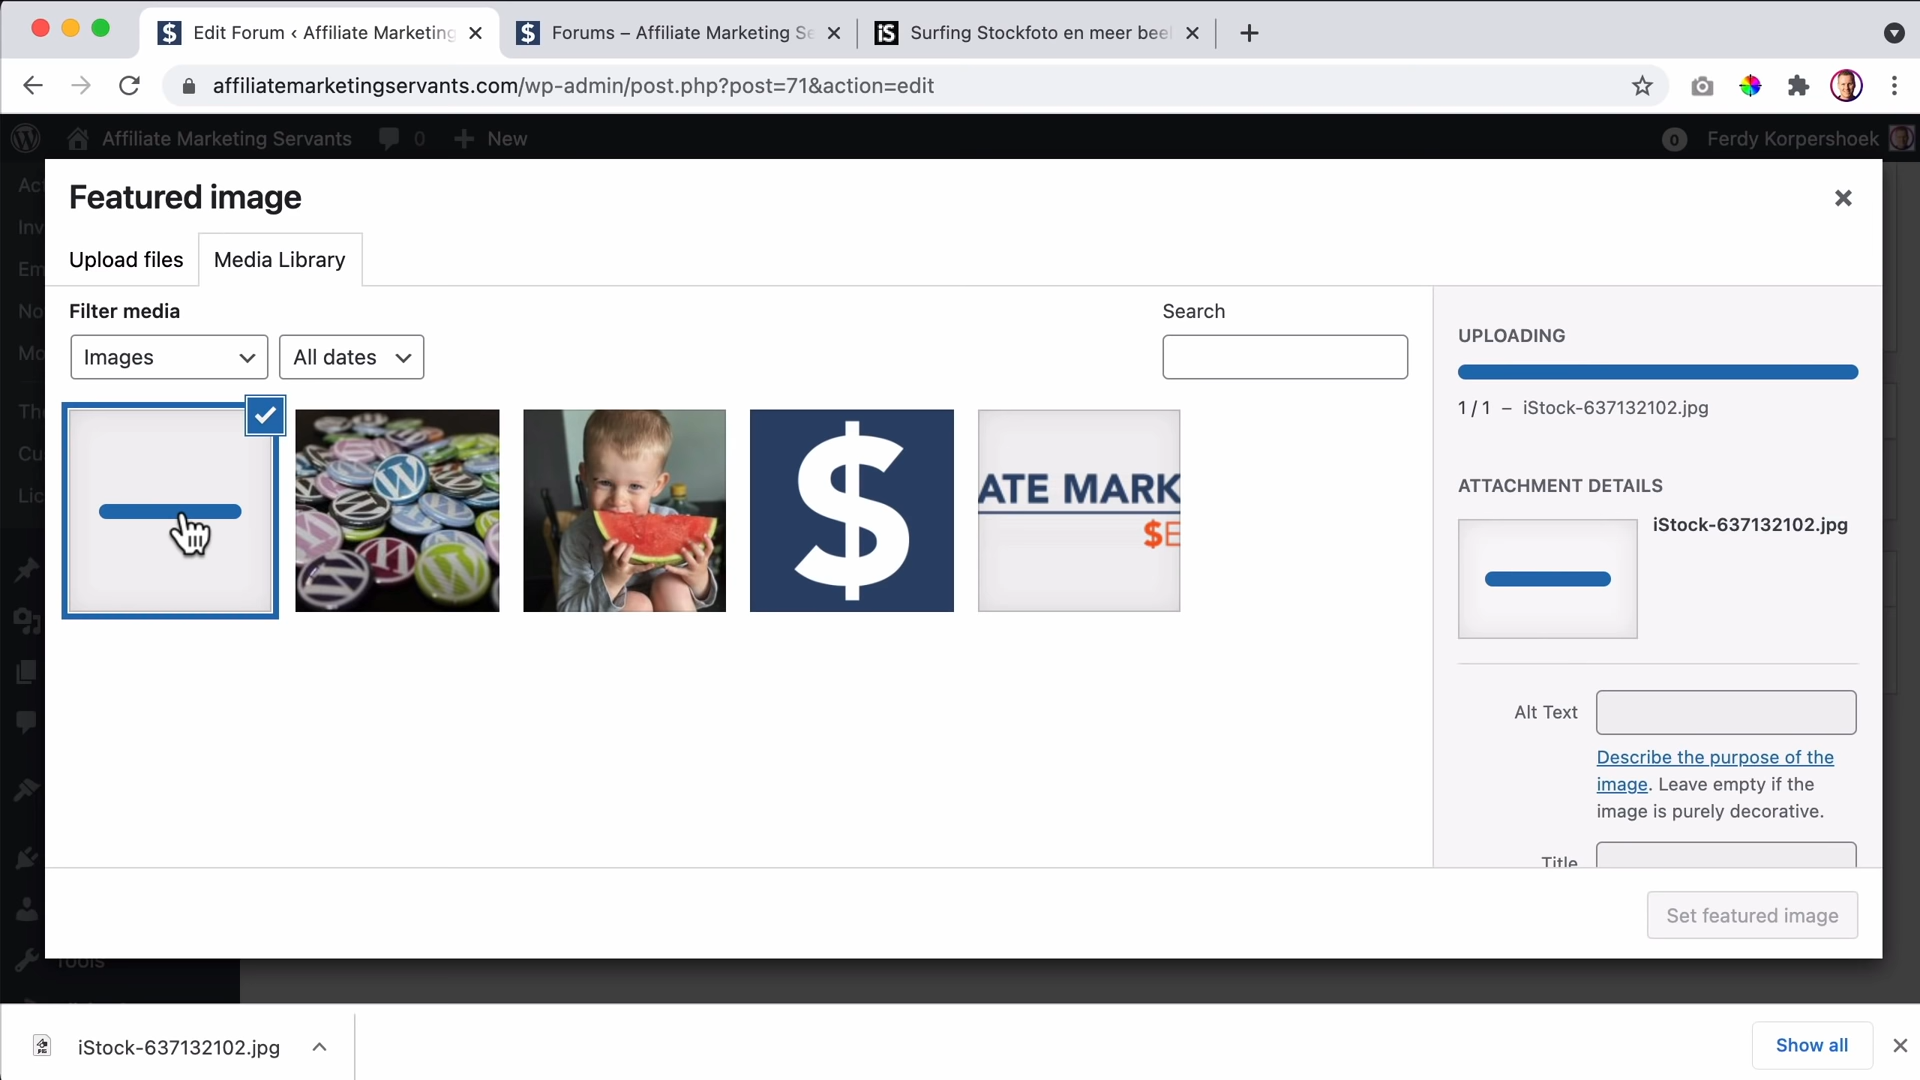 Edit Forum ‹ Affiliate Marketing
Forums – Affiliate Marketing Se
Surfing Stockfoto en meer beel
affiliatemarketingservants.com/wp-admin/post.php?post=71&action=edit
Affiliate Marketing Servants
0
New
0
Ferdy Korpershoek
Featured image
Upload files
Media Library
Filter media
Search
Images
All dates
UPLOADING
1 / 1 – iStock-637132102.jpg
ATTACHMENT DETAILS
iStock-637132102.jpg
ATE MARK
$E
Alt Text
Describe the purpose of the
image. Leave empty if the
image is purely decorative.
Title
Set featured image
Tools
iStock-637132102.jpg
Show all